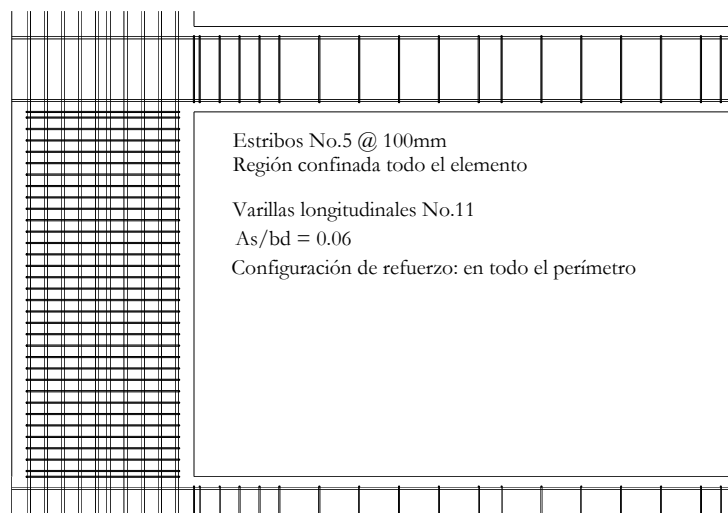 Estribos No.5 @ 100mm
Región confinada todo el elemento
Varillas longitudinales No.11
As/bd = 0.06
Configuración de refuerzo: en todo el perímetro